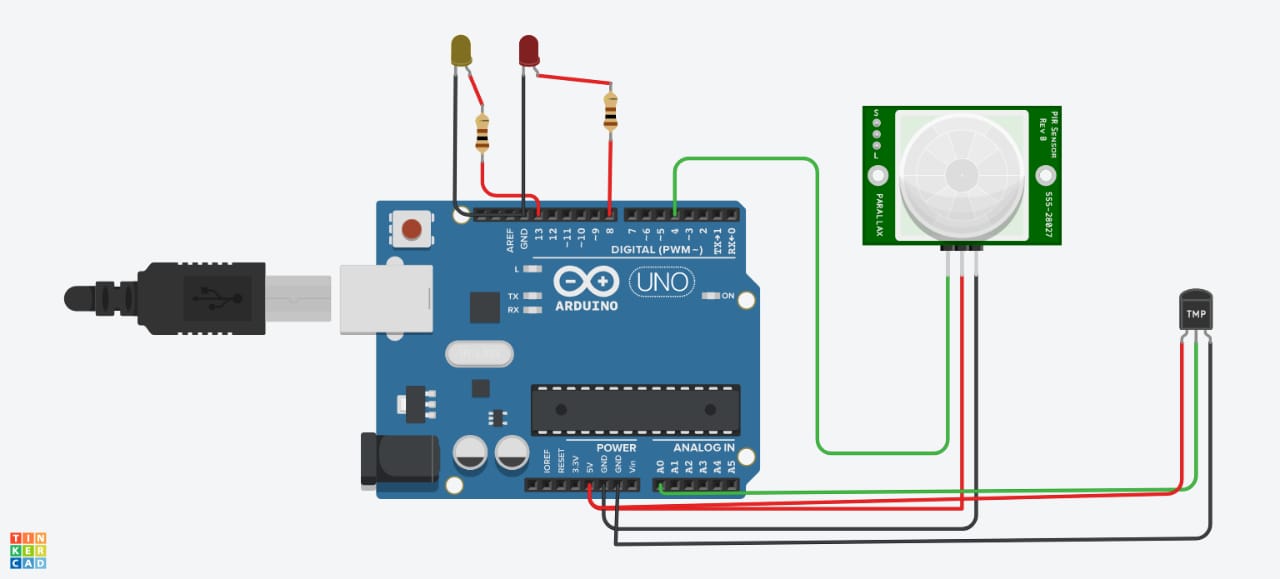 S
L
PIR SENSOR
REV B
PARALLAX
555-28027
TMP
AREF
GND
13
12
~11
~10
~9
8
7
~6
~5
4
~3
2
TX→1
RX←0
DIGITAL (PWM~)
L
TX
RX
ARDUINO
UNO
ON
POWER
ANALOG IN
IOREF
RESET
3.3V
5V
GND
GND
Vin
A0
A1
A2
A3
A4
A5
TIN
KER
CAD